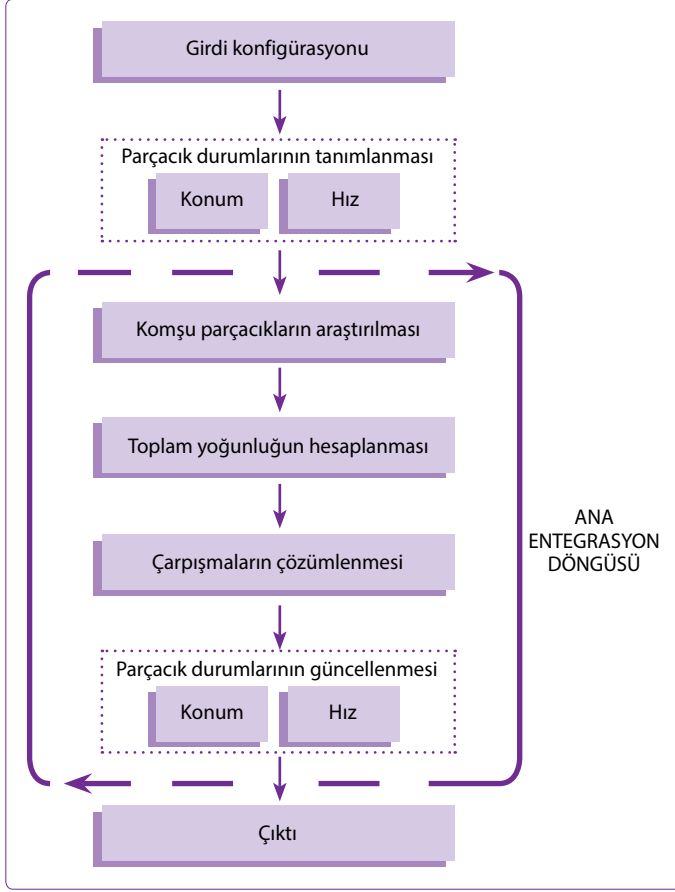 Girdi konfigürasyonu
Parçacık durumlarının tanımlanması
Konum
Hız
Komşu parçacıkların araştırılması
Toplam yoğunluğun hesaplanması
Çarpışmaların çözümlenmesi
ANA
ENTEGRASYON
DÖNGÜSÜ
Parçacık durumlarının güncellenmesi
Konum
Hız
Çıktı